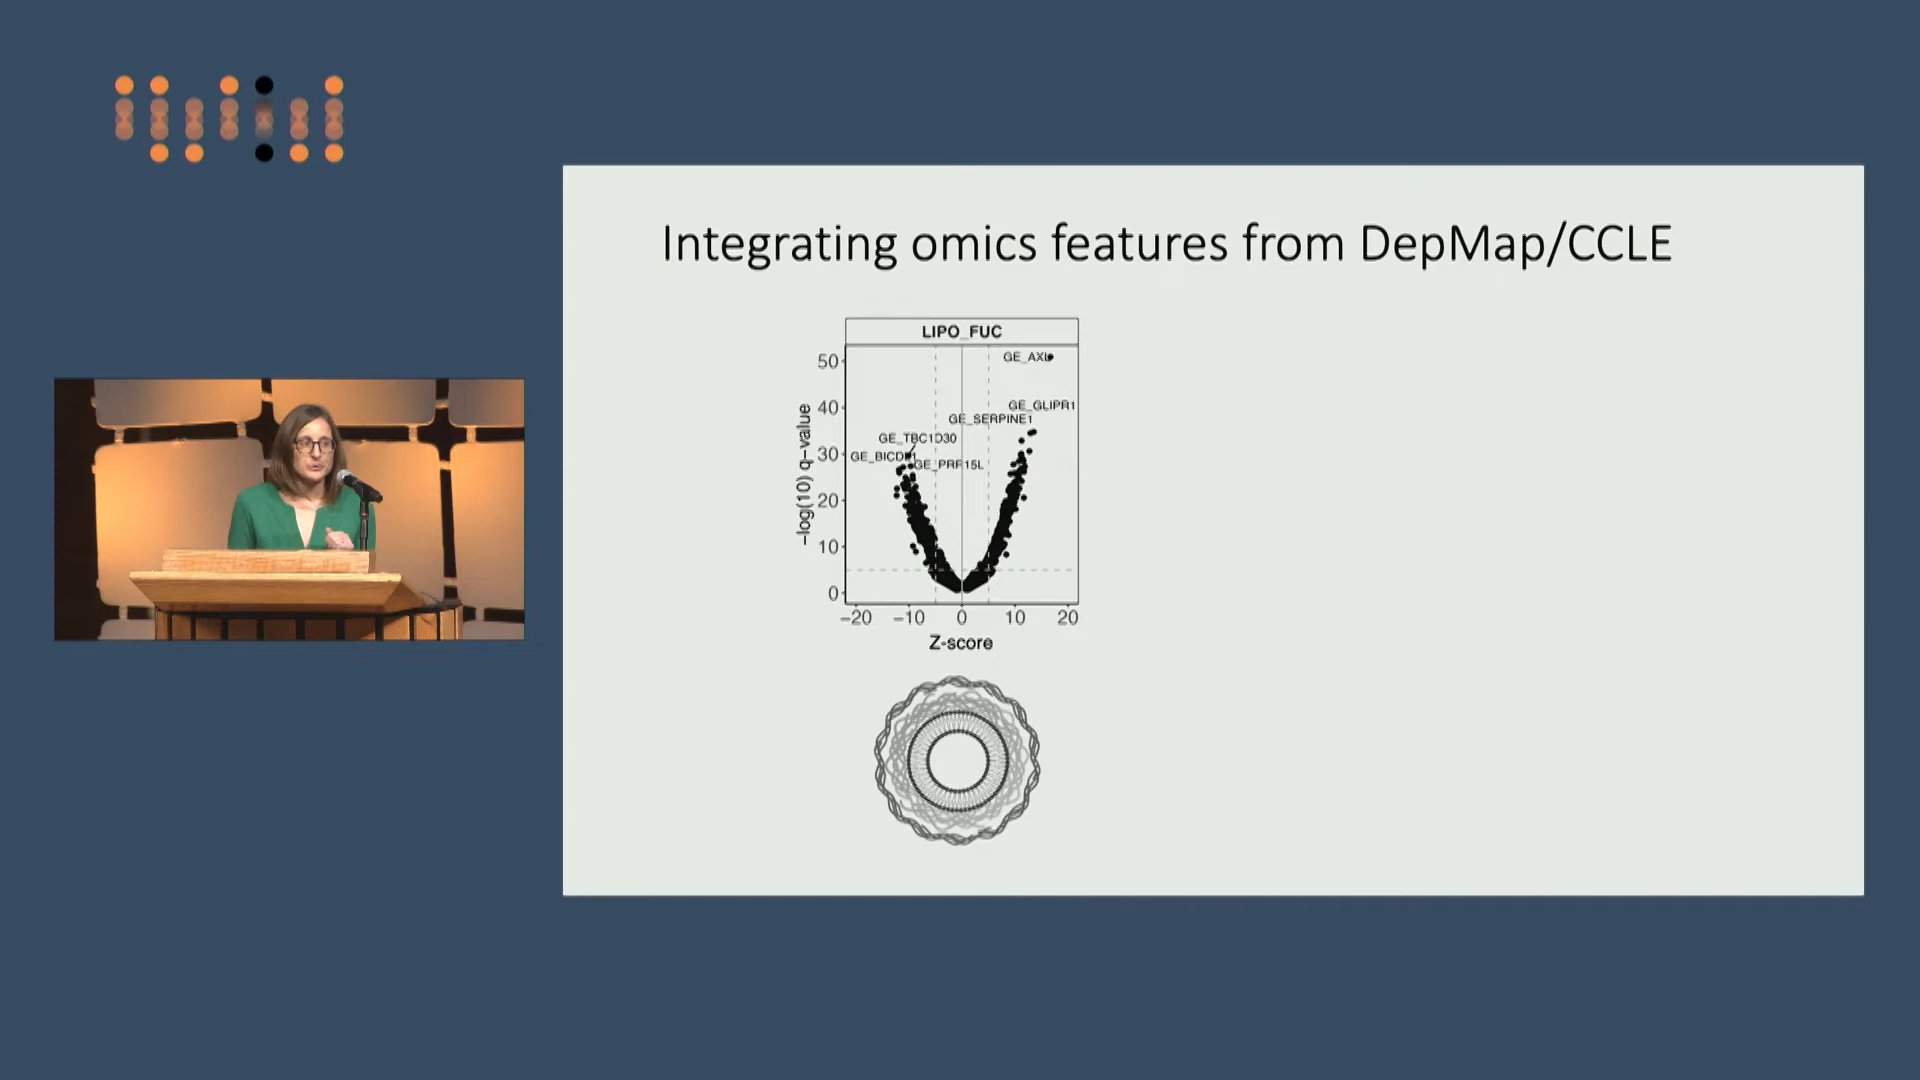 Integrating omics features from DepMap/CCLE
LIPO_FUC
GE_AXL
GE_GLIPR1
GE_SERPINE1
GE_TBC1D30
GE_PRR15L
−log(10) q−value
50
40
30
20
10
0
−20 −10 0 10 20
Z-score